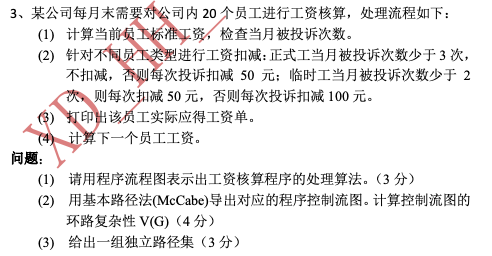 3、某公司每月末需要对公司内 20 个员工进行工资核算，处理流程如下：
(1) 计算当前员工标准工资，检查当月被投诉次数。
(2) 针对不同员工类型进行工资扣减：正式工当月被投诉次数少于 3 次，
不扣减，否则每次投诉扣减 50 元；临时工当月被投诉次数少于 2
次，则每次扣减 50 元，否则每次投诉扣减 100 元。
(3) 打印出该员工实际应得工资单。
(4) 计算下一个员工工资。
问题：
(1) 请用程序流程图表示出工资核算程序的处理算法。（3 分）
(2) 用基本路径法(McCabe)导出对应的程序控制流图。计算控制流图的
环路复杂性 V(G)（4 分）
(3) 给出一组独立路径集（3 分）